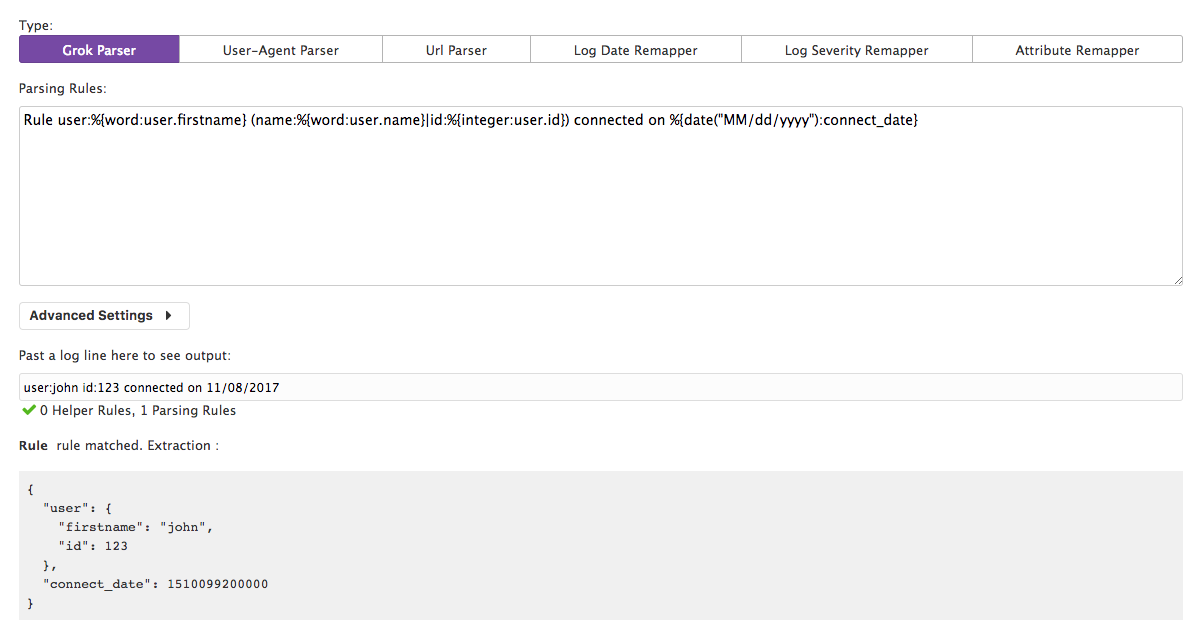 Type:
Grok Parser User-Agent Parser Url Parser Log Date Remapper Log Severity Remapper Attribute Remapper
Parsing Rules:
Rule user:%{word:user.firstname} (name:%{word:user.name}|id:%{integer:user.id}) connected on %{date("MM/dd/yyyy"):connect_date}
Advanced Settings
Past a log line here to see output:
user:john id:123 connected on 11/08/2017
0 Helper Rules, 1 Parsing Rules
Rule rule matched. Extraction :
{
  "user": {
    "firstname": "john",
    "id": 123
  },
  "connect_date": 1510099200000
}